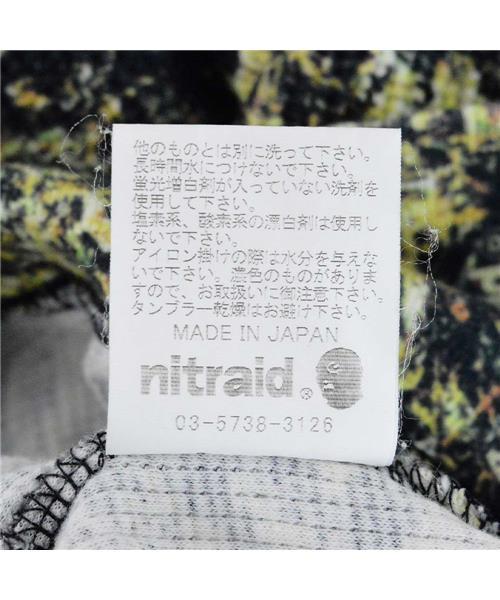 他のものとは別に洗って下さい。
長時間水につけないで下さい。
蛍光増白剤が入っていない洗剤を
使用して下さい。
塩素系、酸素系の漂白剤は使用し
ないで下さい。
アイロン掛けの際は水分を与えな
いで下さい。濃色のものがありま
すので、お取扱いに御注意下さい。
タンブラー乾燥はお避け下さい。
MADE IN JAPAN
nitraid®
03-5738-3126